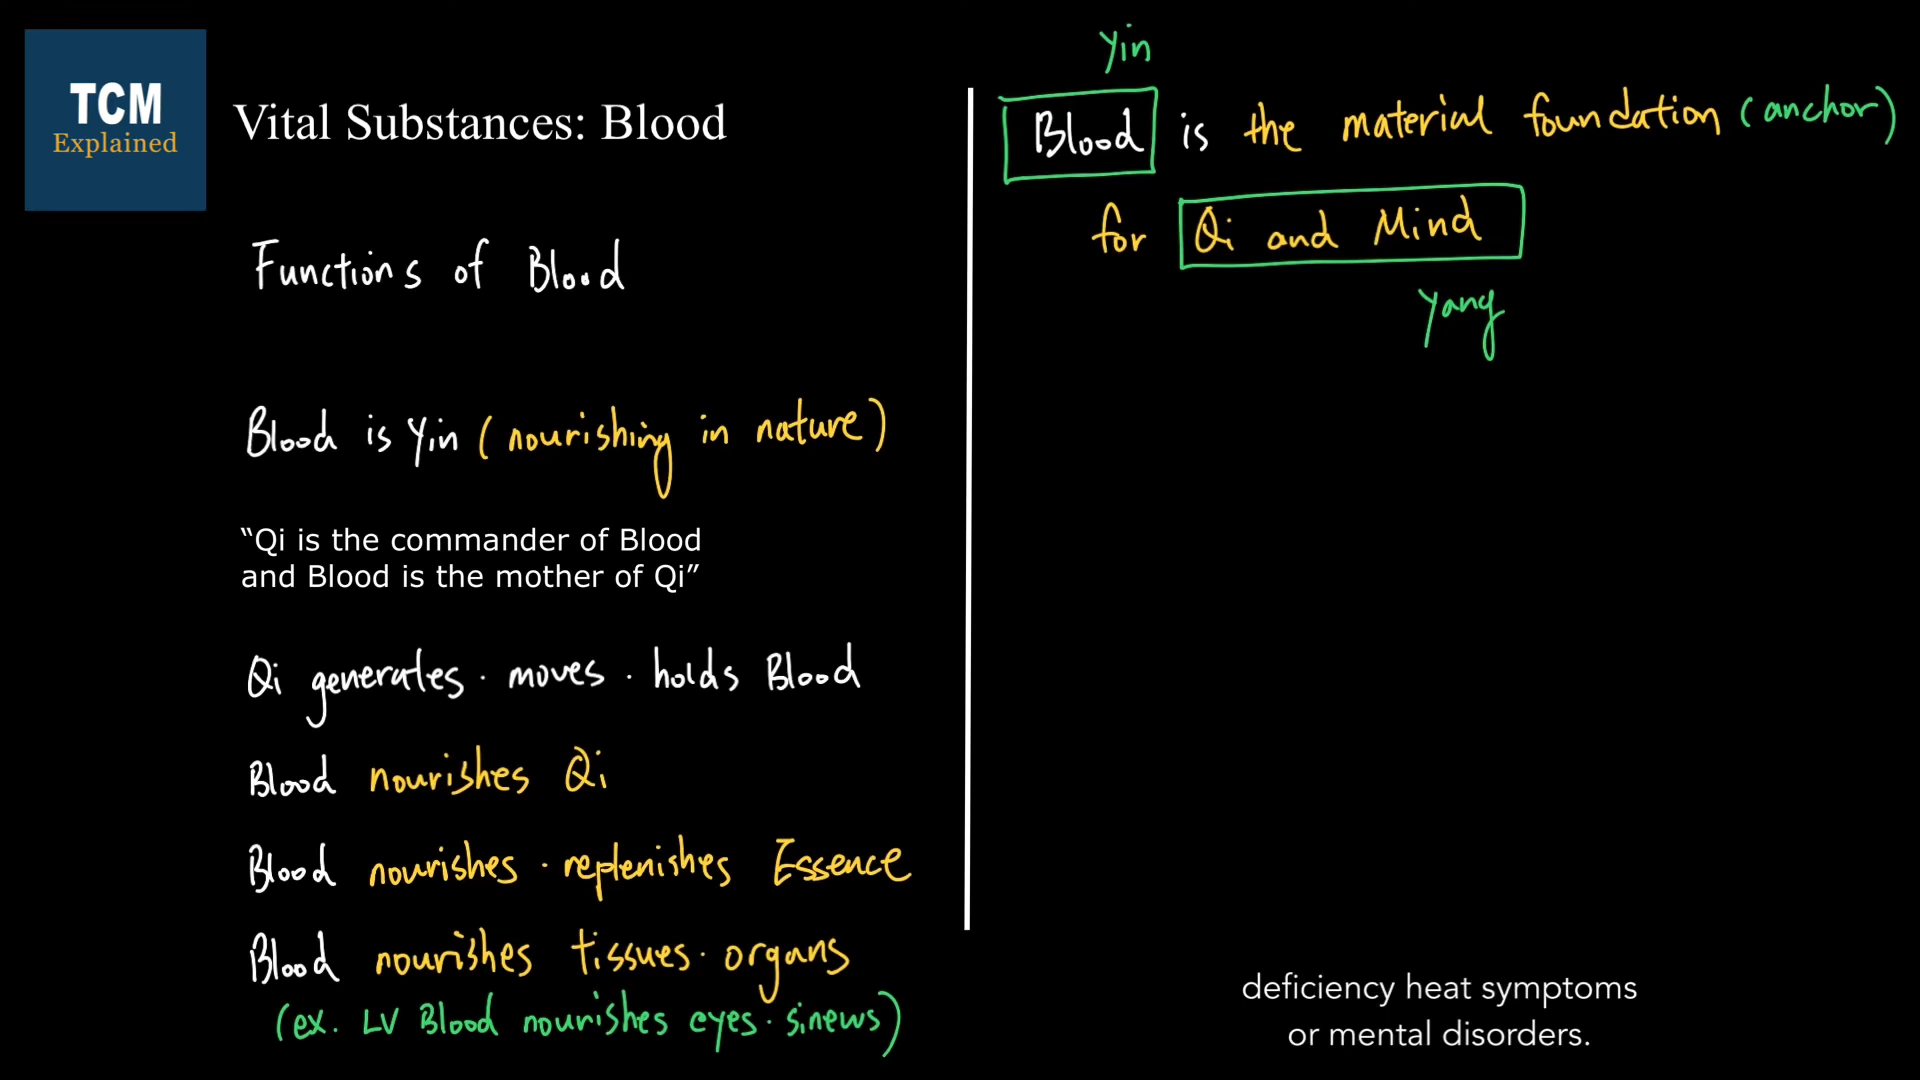 TCM
Explained
Vital Substances: Blood
Functions of Blood
Blood is Yin (nourishing in nature)
“Qi is the commander of Blood
and Blood is the mother of Qi”
Qi generates · moves · holds Blood
Blood nourishes Qi
Blood nourishes · replenishes Essence
Blood nourishes tissues · organs
(ex. LV Blood nourishes eyes · sinews)
Yin
Blood is the material foundation (anchor)
for Qi and Mind
Yang
deficiency heat symptoms
or mental disorders.